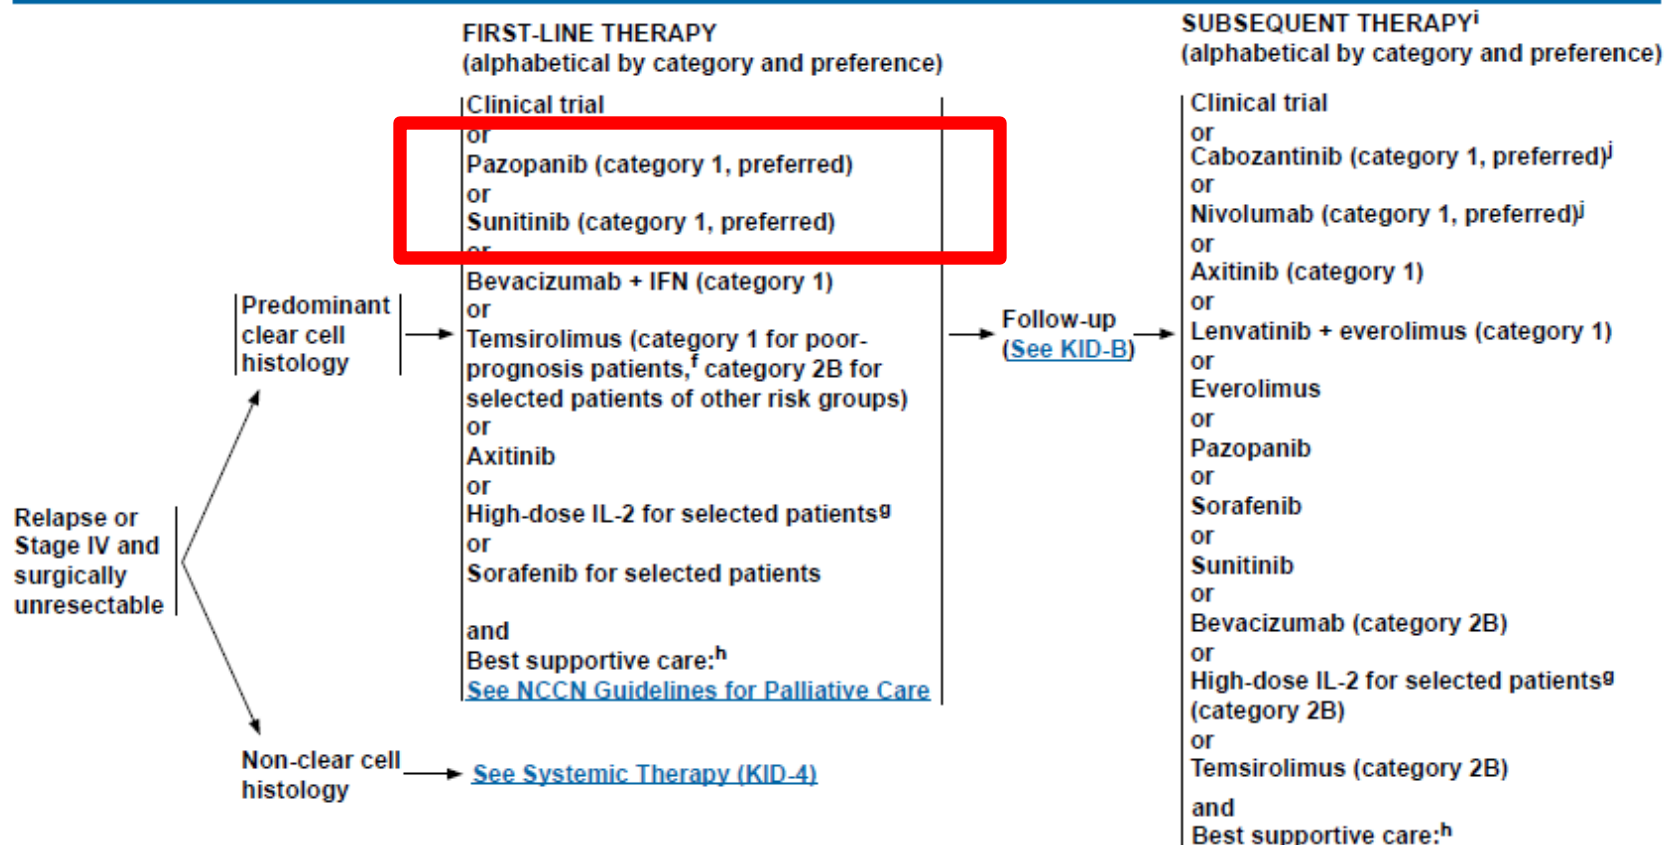 FIRST-LINE THERAPY
(alphabetical by category and preference)
Clinical trial
or
Pazopanib (category 1, preferred)
or
Sunitinib (category 1, preferred)
or
Bevacizumab + IFN (category 1)
or
Temsirolimus (category 1 for poor-
prognosis patients,ᶠ category 2B for
selected patients of other risk groups)
or
Axitinib
or
High-dose IL-2 for selected patientsᵍ
or
Sorafenib for selected patients
and
Best supportive care:ʰ
See NCCN Guidelines for Palliative Care
Relapse or
Stage IV and
surgically
unresectable
Predominant
clear cell
histology
Non-clear cell
histology
See Systemic Therapy (KID-4)
Follow-up
(See KID-B)
SUBSEQUENT THERAPYⁱ
(alphabetical by category and preference)
Clinical trial
or
Cabozantinib (category 1, preferred)ʲ
or
Nivolumab (category 1, preferred)ʲ
or
Axitinib (category 1)
or
Lenvatinib + everolimus (category 1)
or
Everolimus
or
Pazopanib
or
Sorafenib
or
Sunitinib
or
Bevacizumab (category 2B)
or
High-dose IL-2 for selected patientsᵍ
(category 2B)
or
Temsirolimus (category 2B)
and
Best supportive care:ʰ